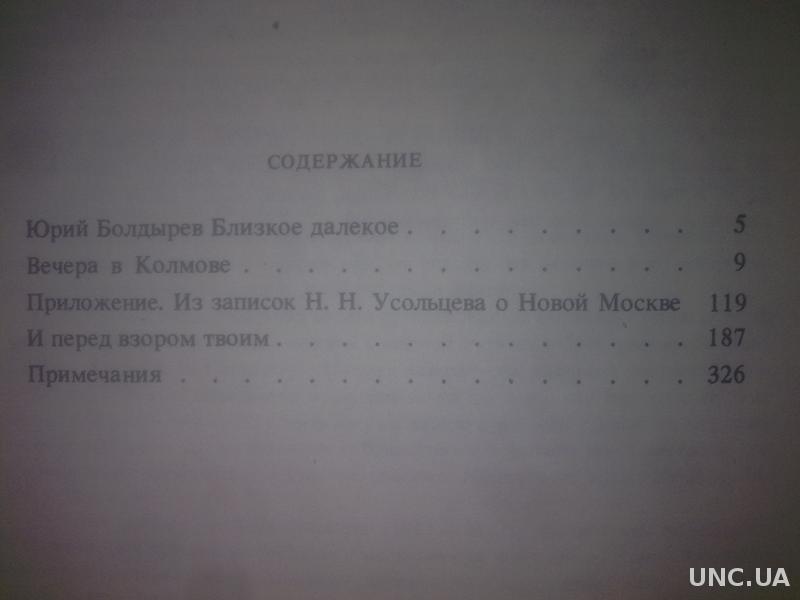 СОДЕРЖАНИЕ
Юрий Болдырев Близкое далекое . . . . . . . . . 5
Вечера в Колмове . . . . . . . . . . . . . . 9
Приложение. Из записок Н. Н. Усольцева о Новой Москве 119
И перед взором твоим . . . . . . . . . . . . . 187
Примечания . . . . . . . . . . . . . . . . 326
UNC.UA